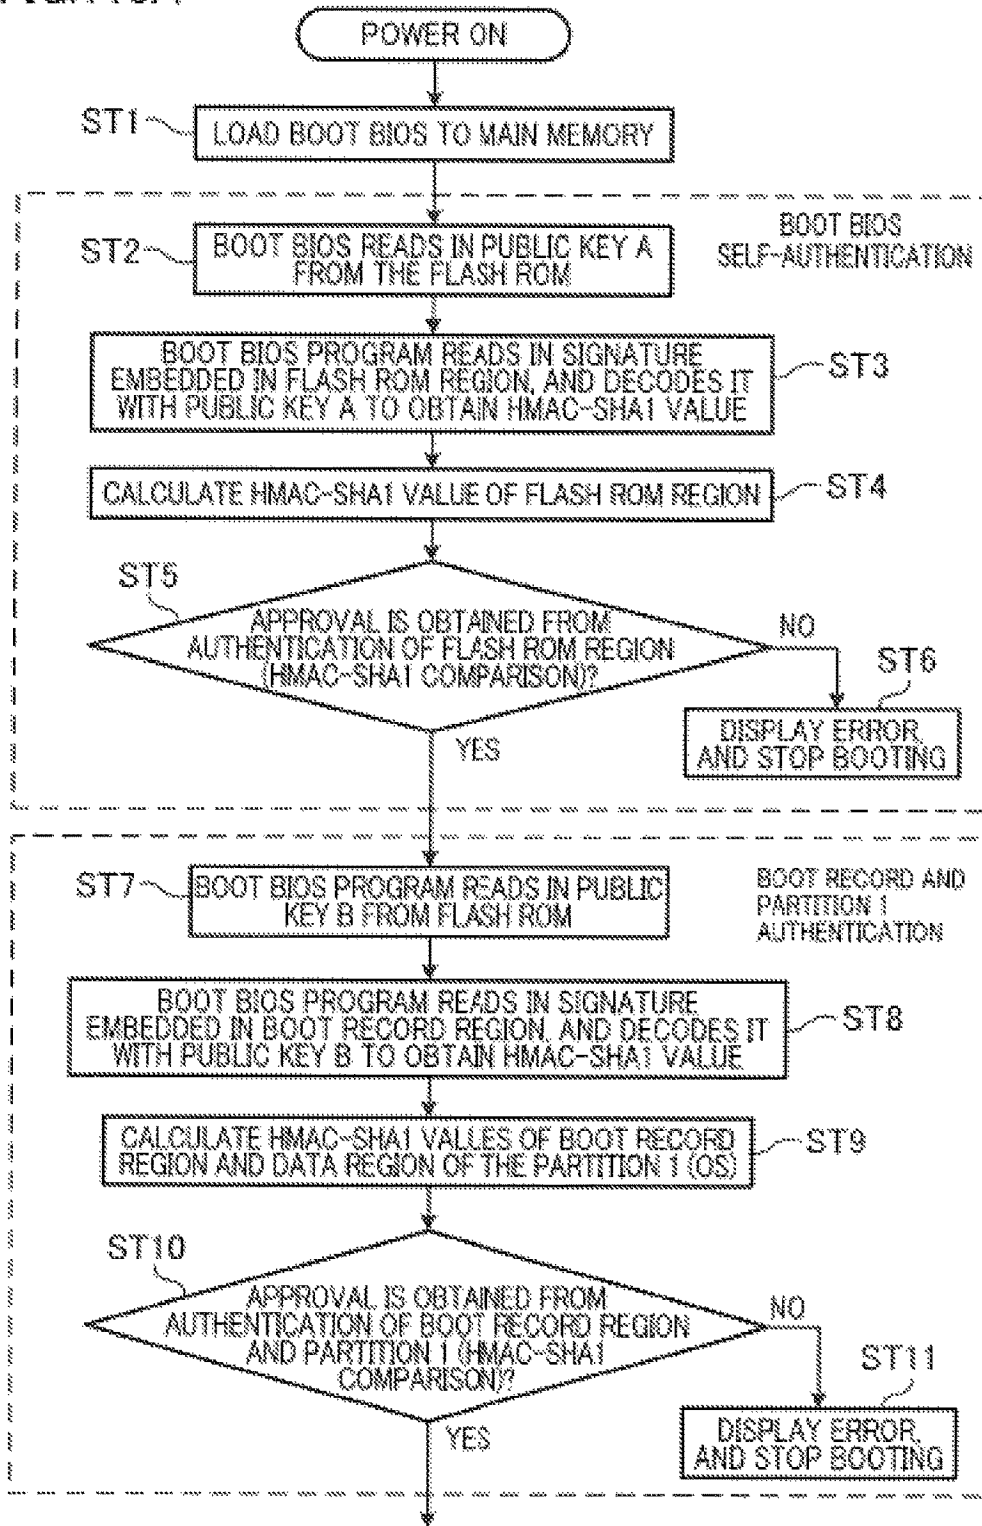 POWER ON
ST1
LOAD BOOT BIOS TO MAIN MEMORY
BOOT BIOS
SELF-AUTHENTICATION
ST2
BOOT BIOS READS IN PUBLIC KEY A
FROM THE FLASH ROM
BOOT BIOS PROGRAM READS IN SIGNATURE
EMBEDDED IN FLASH ROM REGION, AND DECODES IT
WITH PUBLIC KEY A TO OBTAIN HMAC-SHA1 VALUE
ST3
CALCULATE HMAC-SHA1 VALUE OF FLASH ROM REGION
ST4
ST5
APPROVAL IS OBTAINED FROM
AUTHENTICATION OF FLASH ROM REGION
(HMAC-SHA1 COMPARISON)?
NO
YES
ST6
DISPLAY ERROR,
AND STOP BOOTING
ST7
BOOT BIOS PROGRAM READS IN PUBLIC
KEY B FROM FLASH ROM
BOOT RECORD AND
PARTITION 1
AUTHENTICATION
BOOT BIOS PROGRAM READS IN SIGNATURE
EMBEDDED IN BOOT RECORD REGION, AND DECODES IT
WITH PUBLIC KEY B TO OBTAIN HMAC-SHA1 VALUE
ST8
CALCULATE HMAC-SHA1 VALLES OF BOOT RECORD
REGION AND DATA REGION OF THE PARTITION 1 (OS)
ST9
ST10
APPROVAL IS OBTAINED FROM
AUTHENTICATION OF BOOT RECORD REGION
AND PARTITION 1 (HMAC-SHA1
COMPARISON)?
NO
YES
ST11
DISPLAY ERROR,
AND STOP BOOTING